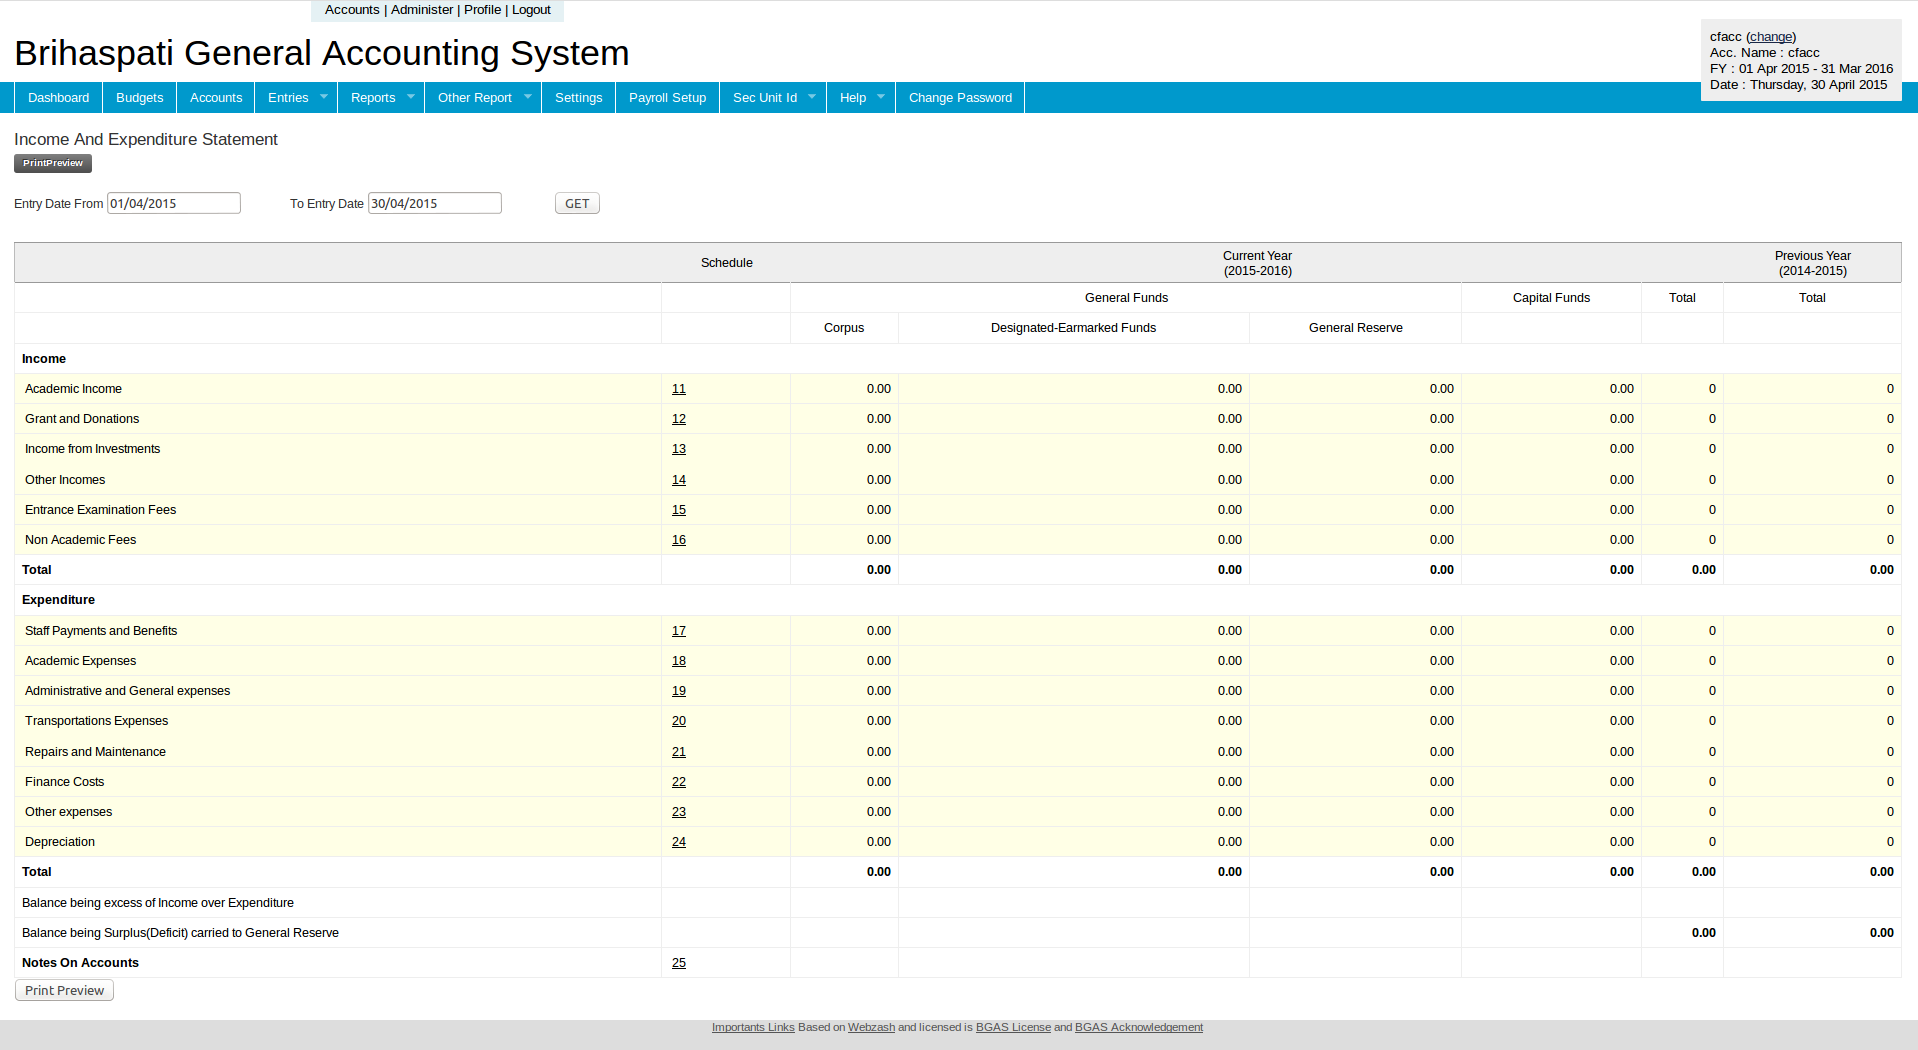 Accounts | Administer | Profile | Logout
Brihaspati General Accounting System
cfacc (change)
Acc. Name : cfacc
FY : 01 Apr 2015 - 31 Mar 2016
Date : Thursday, 30 April 2015
Dashboard Budgets Accounts Entries Reports Other Report Settings Payroll Setup Sec Unit Id Help Change Password
Income And Expenditure Statement
PrintPreview
Entry Date From 01/04/2015 To Entry Date 30/04/2015 GET
Schedule Current Year (2015-2016) Previous Year (2014-2015)
General Funds Capital Funds Total Total
Corpus Designated-Earmarked Funds General Reserve
Income
Academic Income 11 0.00 0.00 0.00 0.00 0 0
Grant and Donations 12 0.00 0.00 0.00 0.00 0 0
Income from Investments 13 0.00 0.00 0.00 0.00 0 0
Other Incomes 14 0.00 0.00 0.00 0.00 0 0
Entrance Examination Fees 15 0.00 0.00 0.00 0.00 0 0
Non Academic Fees 16 0.00 0.00 0.00 0.00 0 0
Total 0.00 0.00 0.00 0.00 0.00 0.00
Expenditure
Staff Payments and Benefits 17 0.00 0.00 0.00 0.00 0 0
Academic Expenses 18 0.00 0.00 0.00 0.00 0 0
Administrative and General expenses 19 0.00 0.00 0.00 0.00 0 0
Transportations Expenses 20 0.00 0.00 0.00 0.00 0 0
Repairs and Maintenance 21 0.00 0.00 0.00 0.00 0 0
Finance Costs 22 0.00 0.00 0.00 0.00 0 0
Other expenses 23 0.00 0.00 0.00 0.00 0 0
Depreciation 24 0.00 0.00 0.00 0.00 0 0
Total 0.00 0.00 0.00 0.00 0.00 0.00
Balance being excess of Income over Expenditure
Balance being Surplus(Deficit) carried to General Reserve 0.00 0.00
Notes On Accounts 25
Print Preview
Importants Links Based on Webzash and licensed is BGAS License and BGAS Acknowledgement